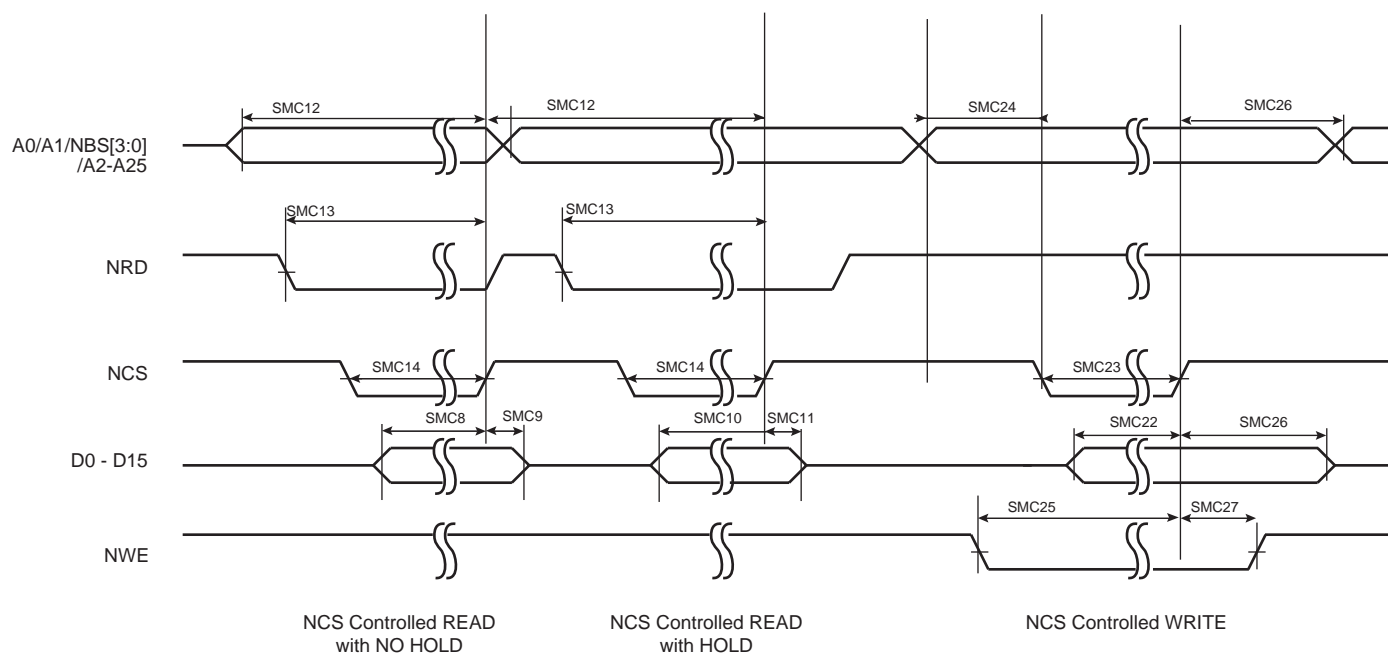 SMC12
SMC12
SMC24
SMC26
A0/A1/NBS[3:0]
/A2-A25
SMC13
SMC13
NRD
NCS
SMC14
SMC14
SMC23
SMC8
SMC9
SMC10
SMC11
SMC22
SMC26
D0 - D15
SMC25
SMC27
NWE
NCS Controlled READ
with NO HOLD
NCS Controlled READ
with HOLD
NCS Controlled WRITE